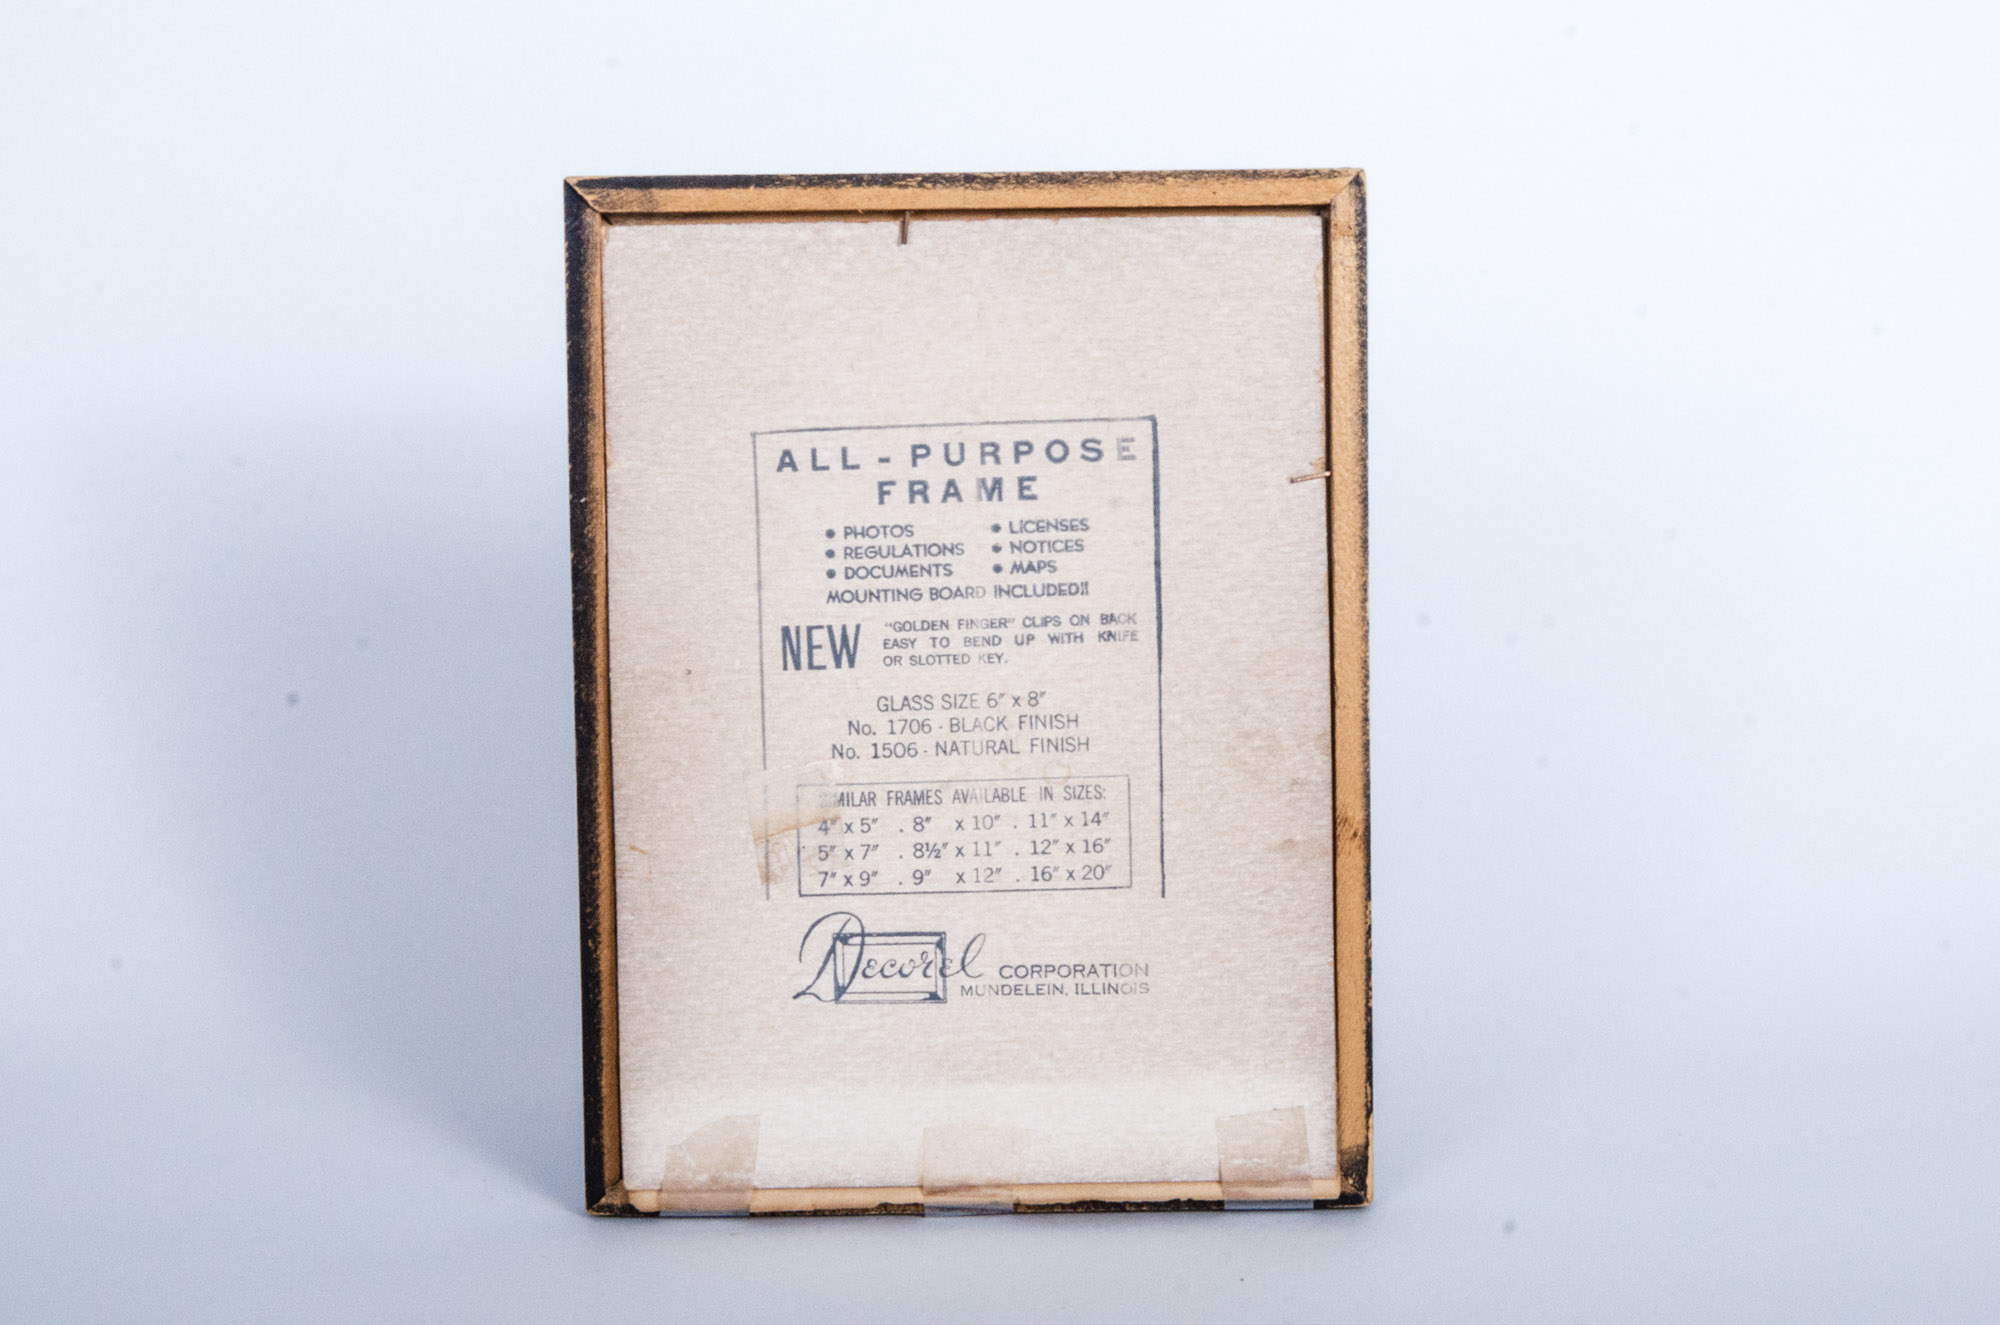 ALL - PURPOSE
FRAME
• PHOTOS • LICENSES
• REGULATIONS • NOTICES
• DOCUMENTS • MAPS
MOUNTING BOARD INCLUDED!!
NEW "GOLDEN FINGER" CLIPS ON BACK
EASY TO BEND UP WITH KNIFE
OR SLOTTED KEY.
GLASS SIZE 6" x 8"
No. 1706 - BLACK FINISH
No. 1506 - NATURAL FINISH
SIMILAR FRAMES AVAILABLE IN SIZES:
4" x 5" . 8" x 10" . 11" x 14"
5" x 7" . 8½" x 11" . 12" x 16"
7" x 9" . 9" x 12" . 16" x 20"
Decorel CORPORATION
MUNDELEIN, ILLINOIS